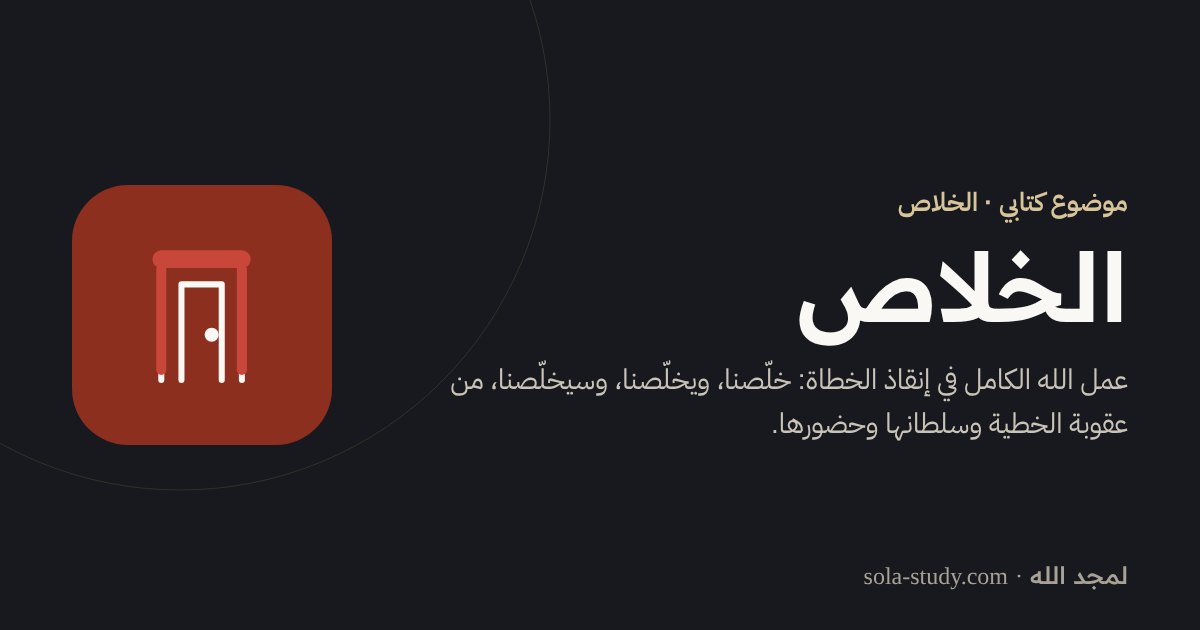 موضوع كتابي · الخلاص
الخلاص
عمل الله الكامل في إنقاذ الخطاة: خلّصنا، ويخلّصنا، وسيخلّصنا، من
عقوبة الخطية وسلطانها وحضورها.
لمجد الله · sola-study.com